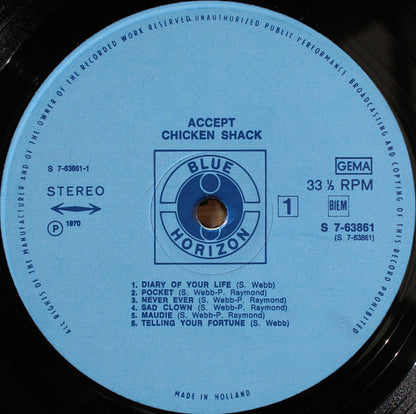 ALL RIGHTS OF THE MANUFACTURER AND OF THE OWNER OF THE RECORDED WORK RESERVED. UNAUTHORIZED PUBLIC PERFORMANCE, BROADCASTING AND COPYING OF THIS RECORD PROHIBITED
ACCEPT
CHICKEN SHACK
S 7-63861-1
STEREO
P 1970
BLUE
HORIZON
GEMA
33 ⅓ RPM
1
BIEM
S 7-63861
(S 7-63861)
1. DIARY OF YOUR LIFE (S. Webb)
2. POCKET (S. Webb-P. Raymond)
3. NEVER EVER (S. Webb-P. Raymond)
4. SAD CLOWN (S. Webb-P. Raymond)
5. MAUDIE (S. Webb-P. Raymond)
6. TELLING YOUR FORTUNE (S. Webb)
MADE IN HOLLAND